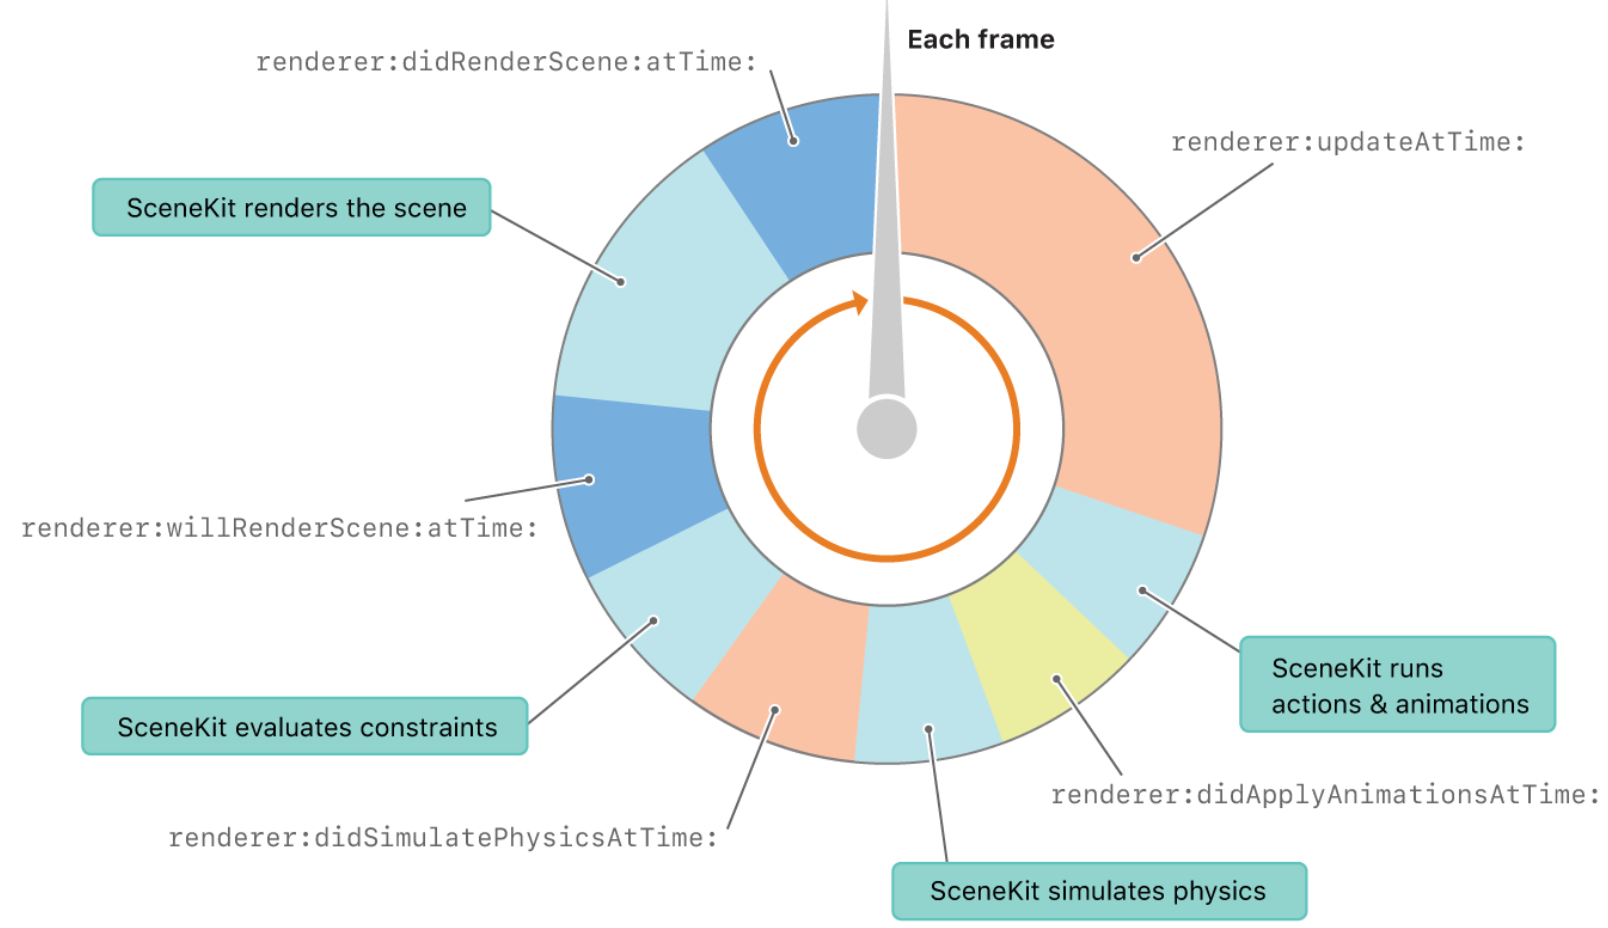 Each frame
renderer:didRenderScene:atTime:
renderer:updateAtTime:
SceneKit renders the scene
renderer:willRenderScene:atTime:
SceneKit runs
actions & animations
SceneKit evaluates constraints
renderer:didApplyAnimationsAtTime:
renderer:didSimulatePhysicsAtTime:
SceneKit simulates physics